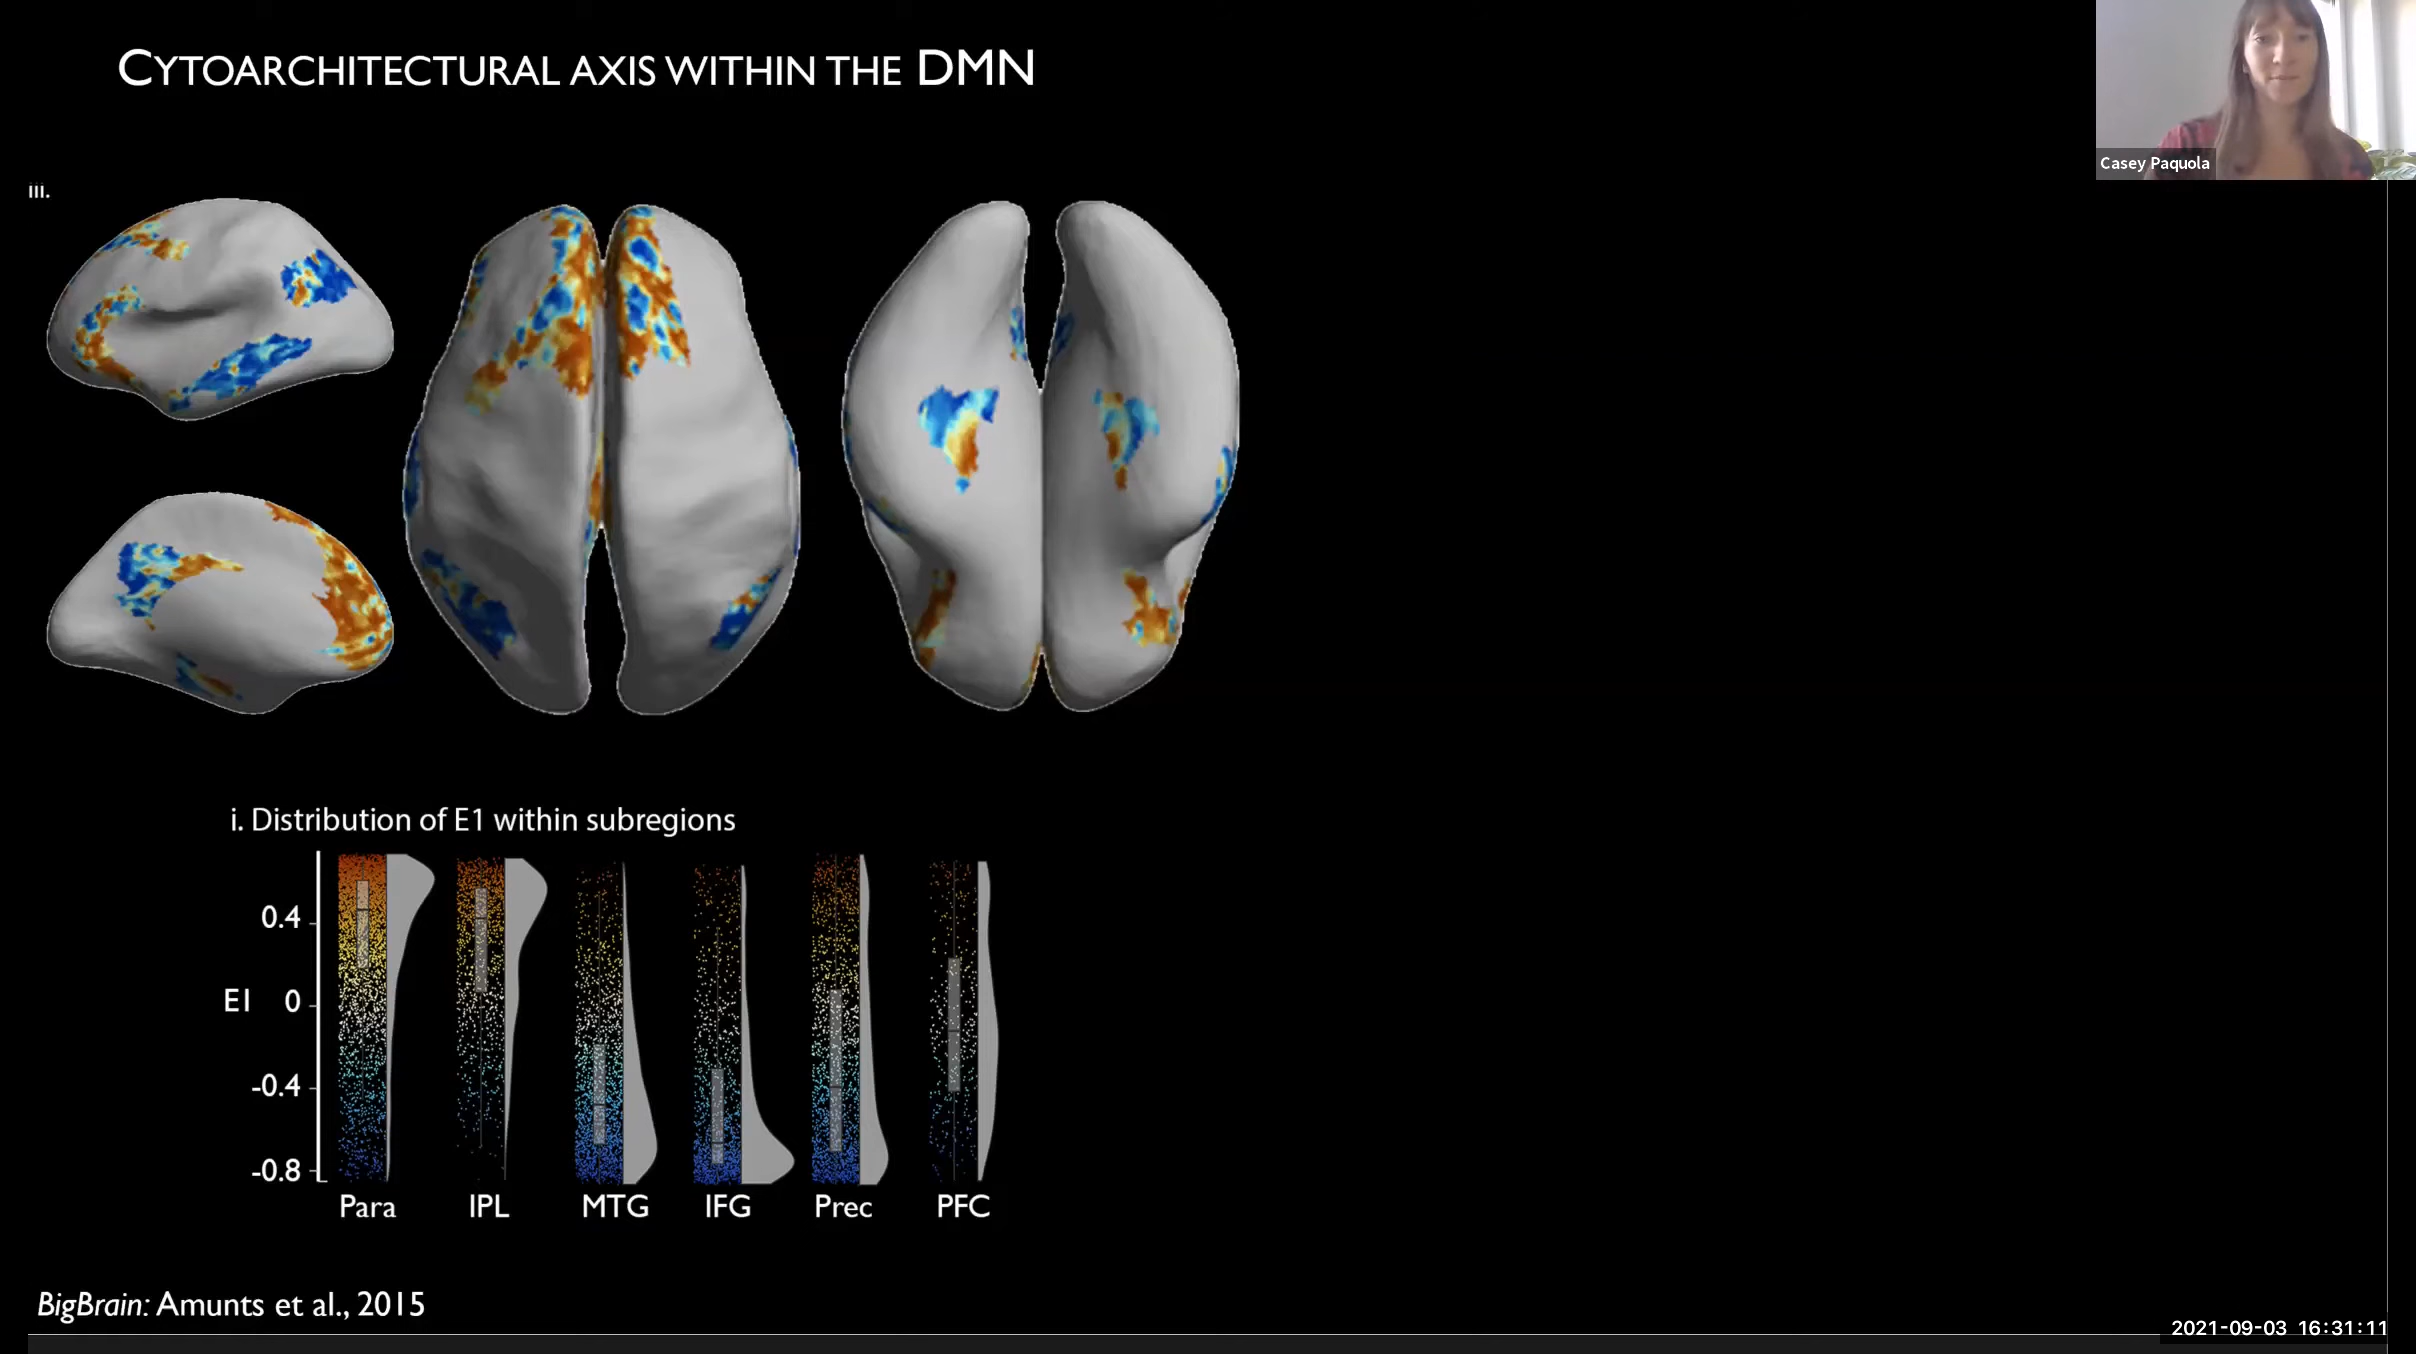 CYTOARCHITECTURAL AXIS WITHIN THE DMN
Casey Paquola
iii.
i. Distribution of E1 within subregions
0.4
E1 0
-0.4
-0.8
Para IPL MTG IFG Prec PFC
BigBrain: Amunts et al., 2015
2021-09-03 16:31:11